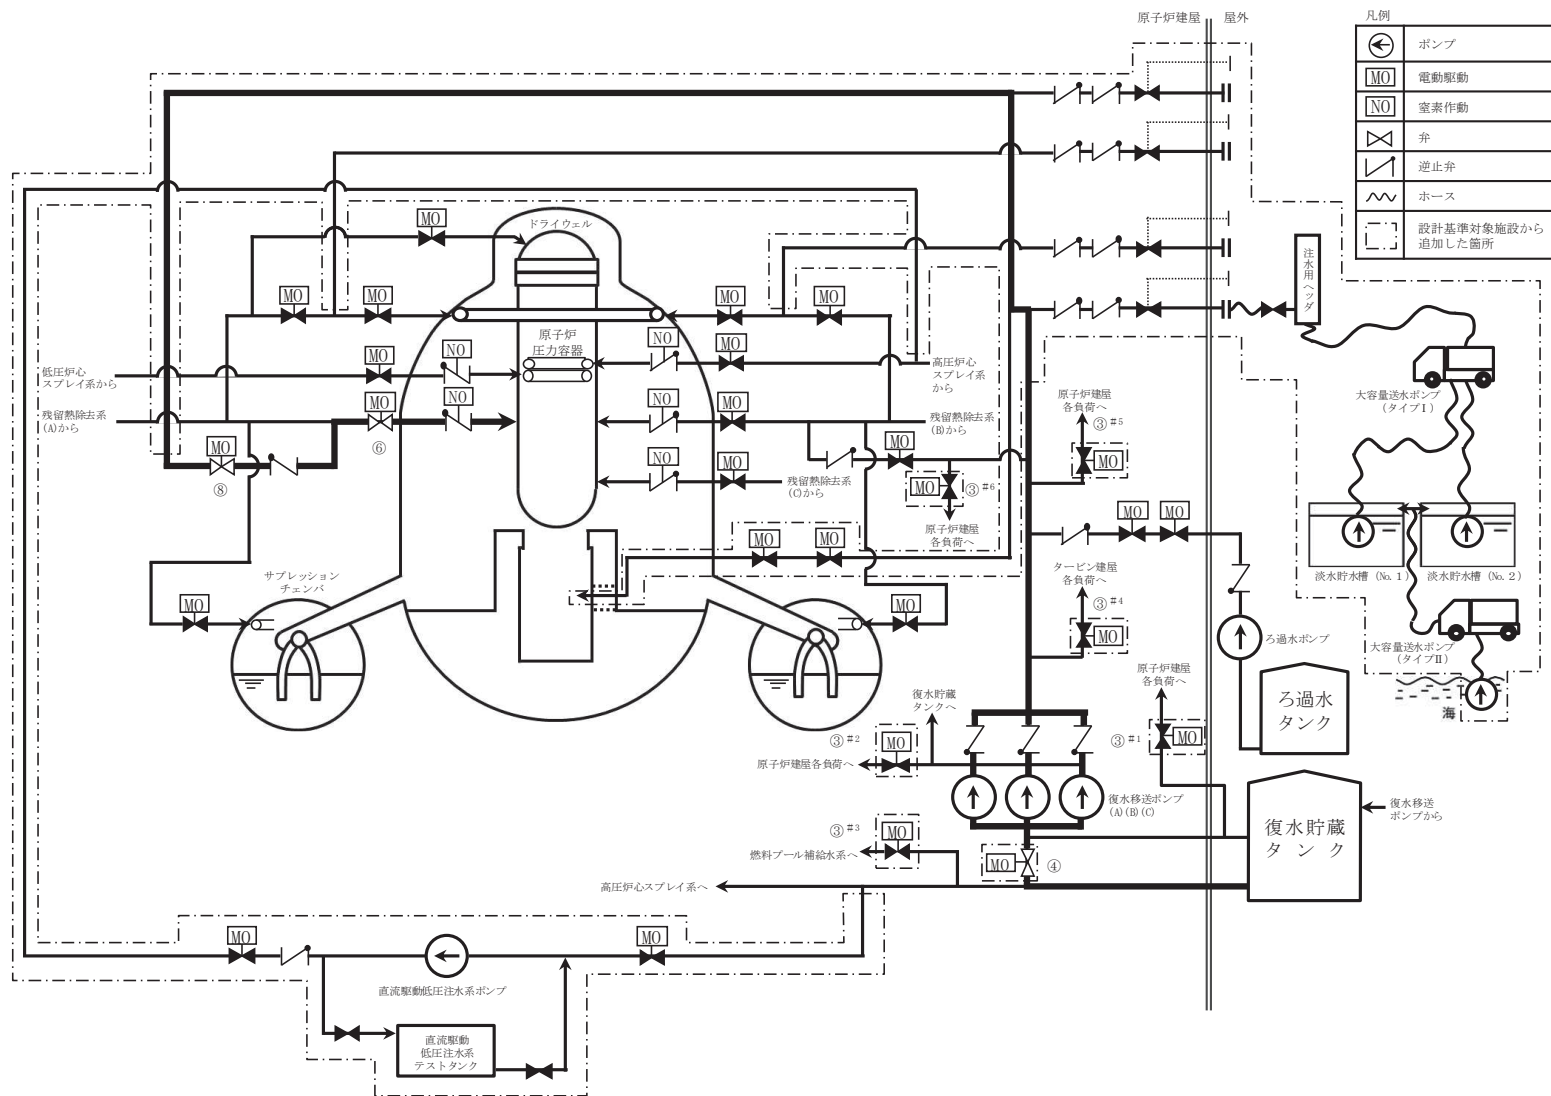 原子炉建屋
屋外
凡例
ポンプ
MO
電動駆動
NO
窒素作動
弁
逆止弁
ホース
設計基準対象施設から
追加した箇所
注水用ヘッダ
MO
ドライウェル
MO
MO
MO
MO
原子炉
圧力容器
NO
MO
低圧炉心
スプレイ系から
MO
NO
高圧炉心
スプレイ系
から
大容量送水ポンプ
(タイプⅠ)
残留熱除去系
(A)から
MO
⑥
NO
NO
MO
残留熱除去系
(B)から
原子炉建屋
各負荷へ
③#5
MO
MO
⑧
MO
NO
MO
残留熱除去系
(C)から
MO
③#6
原子炉建屋
各負荷へ
MO
MO
MO
MO
淡水貯水槽(No.1)
淡水貯水槽(No.2)
サプレッション
チェンバ
MO
MO
タービン建屋
各負荷へ
③#4
MO
ろ過水ポンプ
大容量送水ポンプ
(タイプⅡ)
海
原子炉建屋
各負荷へ
③#1
MO
ろ過水
タンク
復水貯蔵
タンクへ
③#2
MO
原子炉建屋各負荷へ
復水移送ポンプ
(A)(B)(C)
復水貯蔵
タンク
復水移送
ポンプから
③#3
MO
燃料プール補給水系へ
MO
④
高圧炉心スプレイ系へ
MO
MO
直流駆動低圧注水系ポンプ
直流駆動
低圧注水系
テストタンク